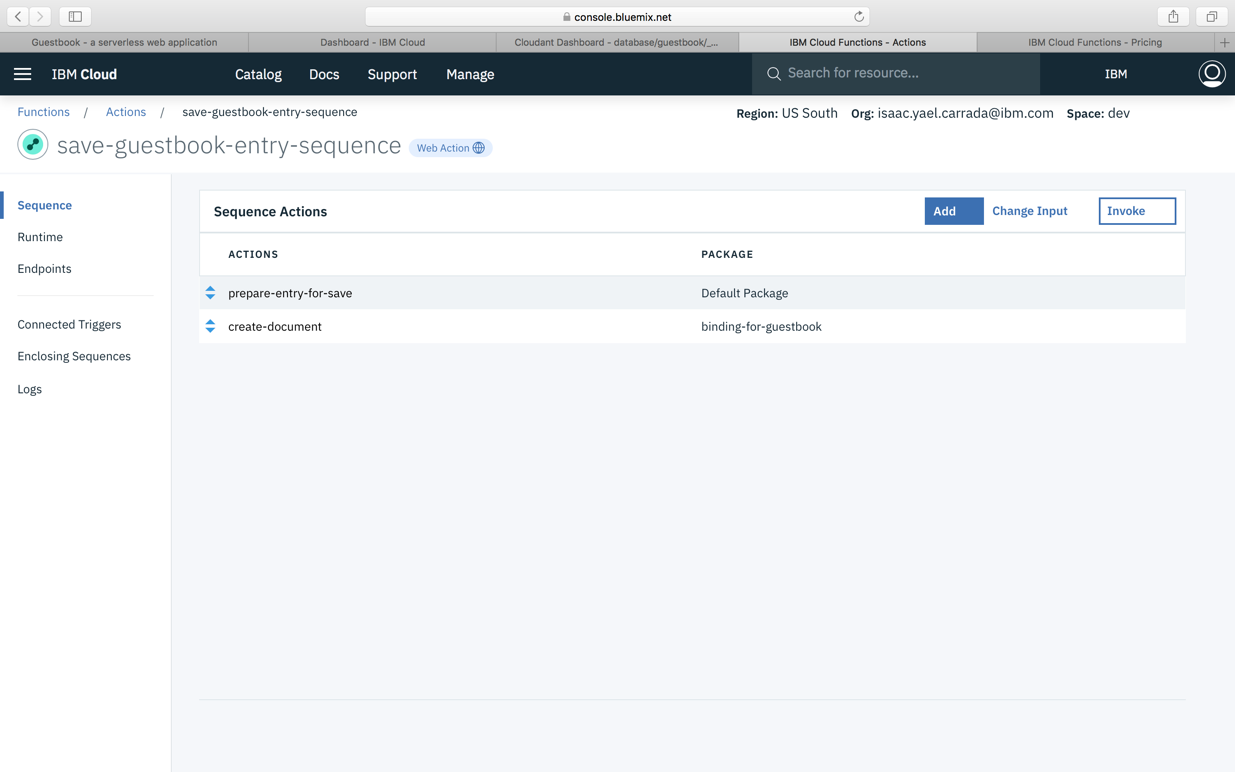 console.bluemix.net
Guestbook - a serverless web application
Dashboard - IBM Cloud
Cloudant Dashboard - database/guestbook/_...
IBM Cloud Functions - Actions
IBM Cloud Functions - Pricing
IBM Cloud
Catalog
Docs
Support
Manage
Search for resource...
IBM
Functions / Actions / save-guestbook-entry-sequence
Region: US South Org: isaac.yael.carrada@ibm.com Space: dev
save-guestbook-entry-sequence
Web Action
Sequence
Runtime
Endpoints
Connected Triggers
Enclosing Sequences
Logs
Sequence Actions
Add
Change Input
Invoke
ACTIONS PACKAGE
prepare-entry-for-save Default Package
create-document binding-for-guestbook